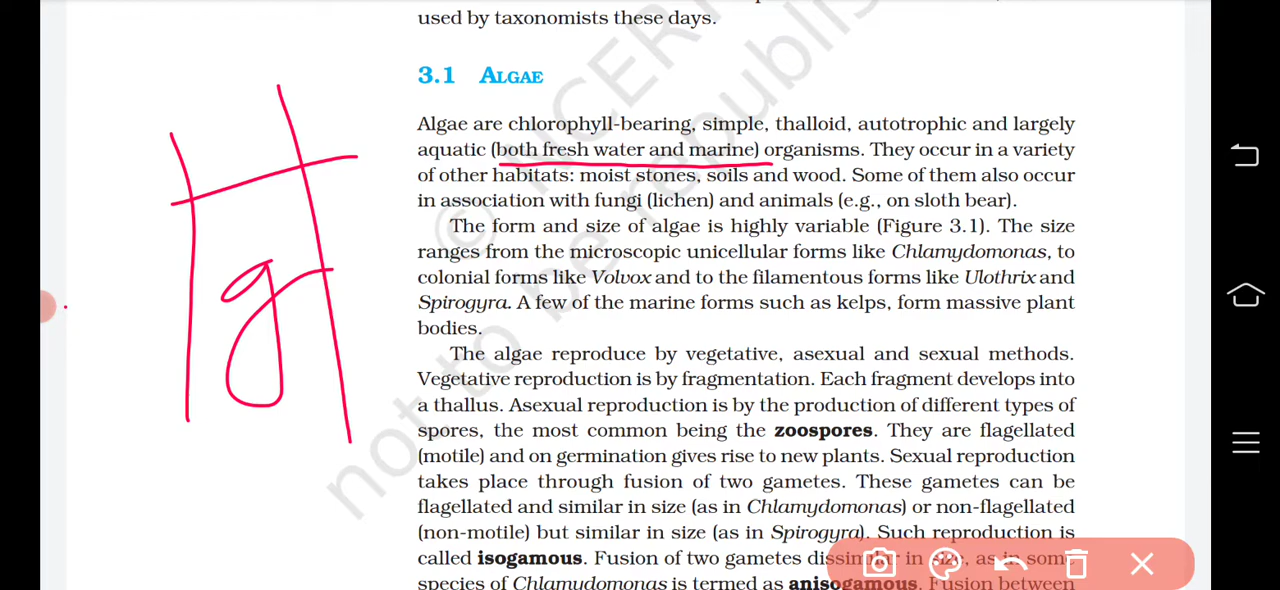 used by taxonomists these days.
3.1 ALGAE
Algae are chlorophyll-bearing, simple, thalloid, autotrophic and largely
aquatic (both fresh water and marine) organisms. They occur in a variety
of other habitats: moist stones, soils and wood. Some of them also occur
in association with fungi (lichen) and animals (e.g., on sloth bear).
The form and size of algae is highly variable (Figure 3.1). The size
ranges from the microscopic unicellular forms like Chlamydomonas, to
colonial forms like Volvox and to the filamentous forms like Ulothrix and
Spirogyra. A few of the marine forms such as kelps, form massive plant
bodies.
The algae reproduce by vegetative, asexual and sexual methods.
Vegetative reproduction is by fragmentation. Each fragment develops into
a thallus. Asexual reproduction is by the production of different types of
spores, the most common being the zoospores. They are flagellated
(motile) and on germination gives rise to new plants. Sexual reproduction
takes place through fusion of two gametes. These gametes can be
flagellated and similar in size (as in Chlamydomonas) or non-flagellated
(non-motile) but similar in size (as in Spirogyra). Such reproduction is
called isogamous. Fusion of two gametes dissimilar in size, as in some
species of Chlamydomonas is termed as anisogamous. Fusion between
© NCERT
not to be republis